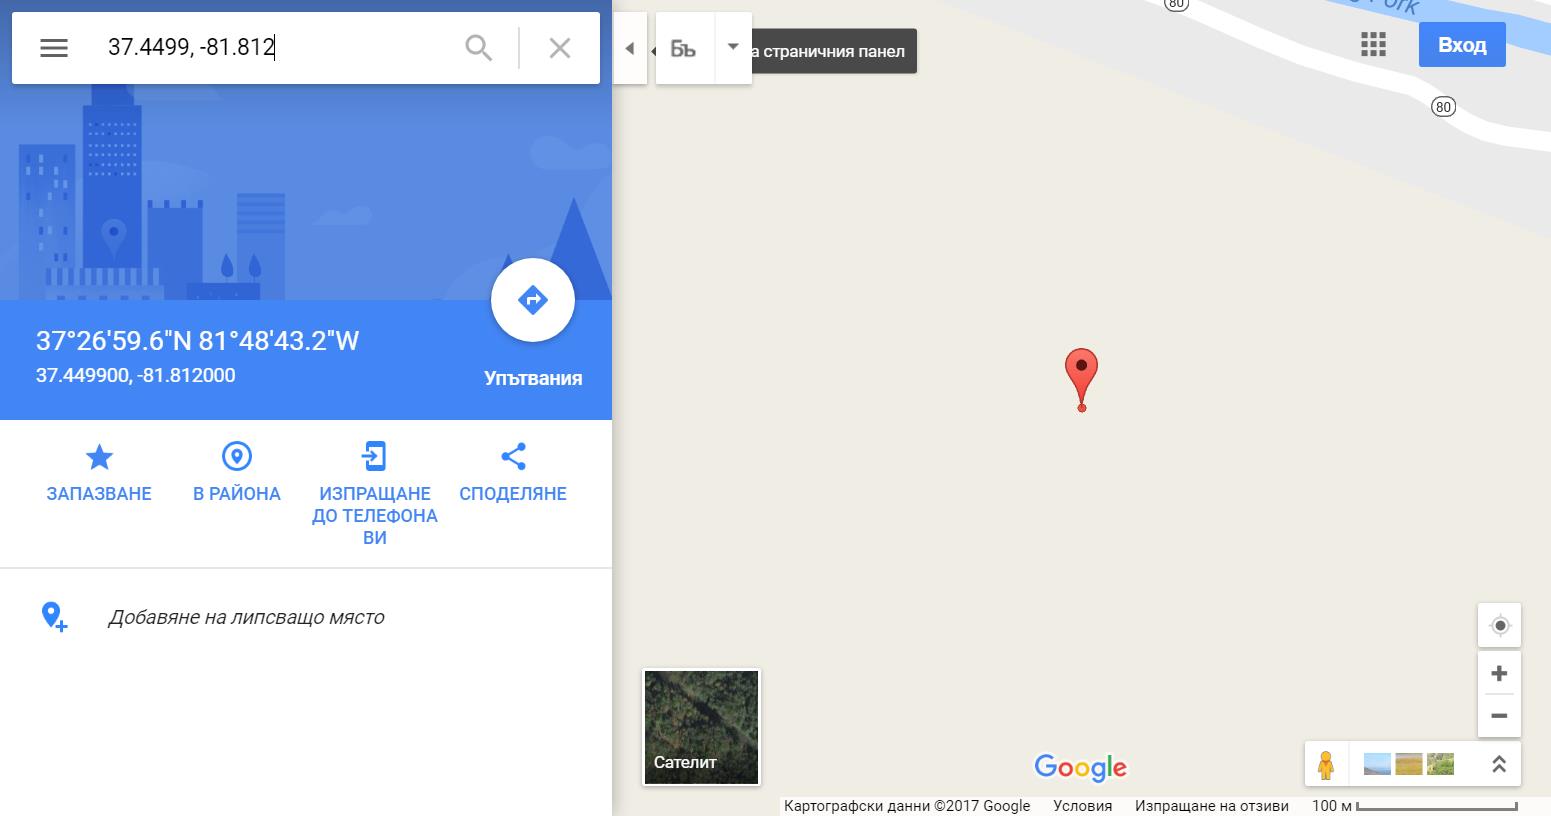 37.4499, -81.812
Бъ
а страничния панел
Вход
80
80
37°26'59.6"N 81°48'43.2"W
37.449900, -81.812000
Упътвания
ЗАПАЗВАНЕ
В РАЙОНА
ИЗПРАЩАНЕ
ДО ТЕЛЕФОНА
ВИ
СПОДЕЛЯНЕ
Добавяне на липсващо място
Сателит
Google
Картографски данни ©2017 Google Условия Изпращане на отзиви 100 м